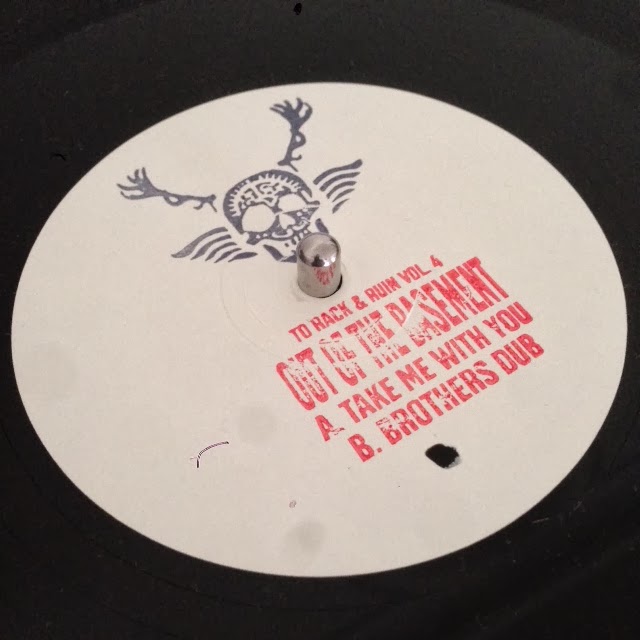 TO RACK & RUIN VOL. 4
OUT OF THE BASEMENT
A. TAKE ME WITH YOU
B. BROTHERS DUB